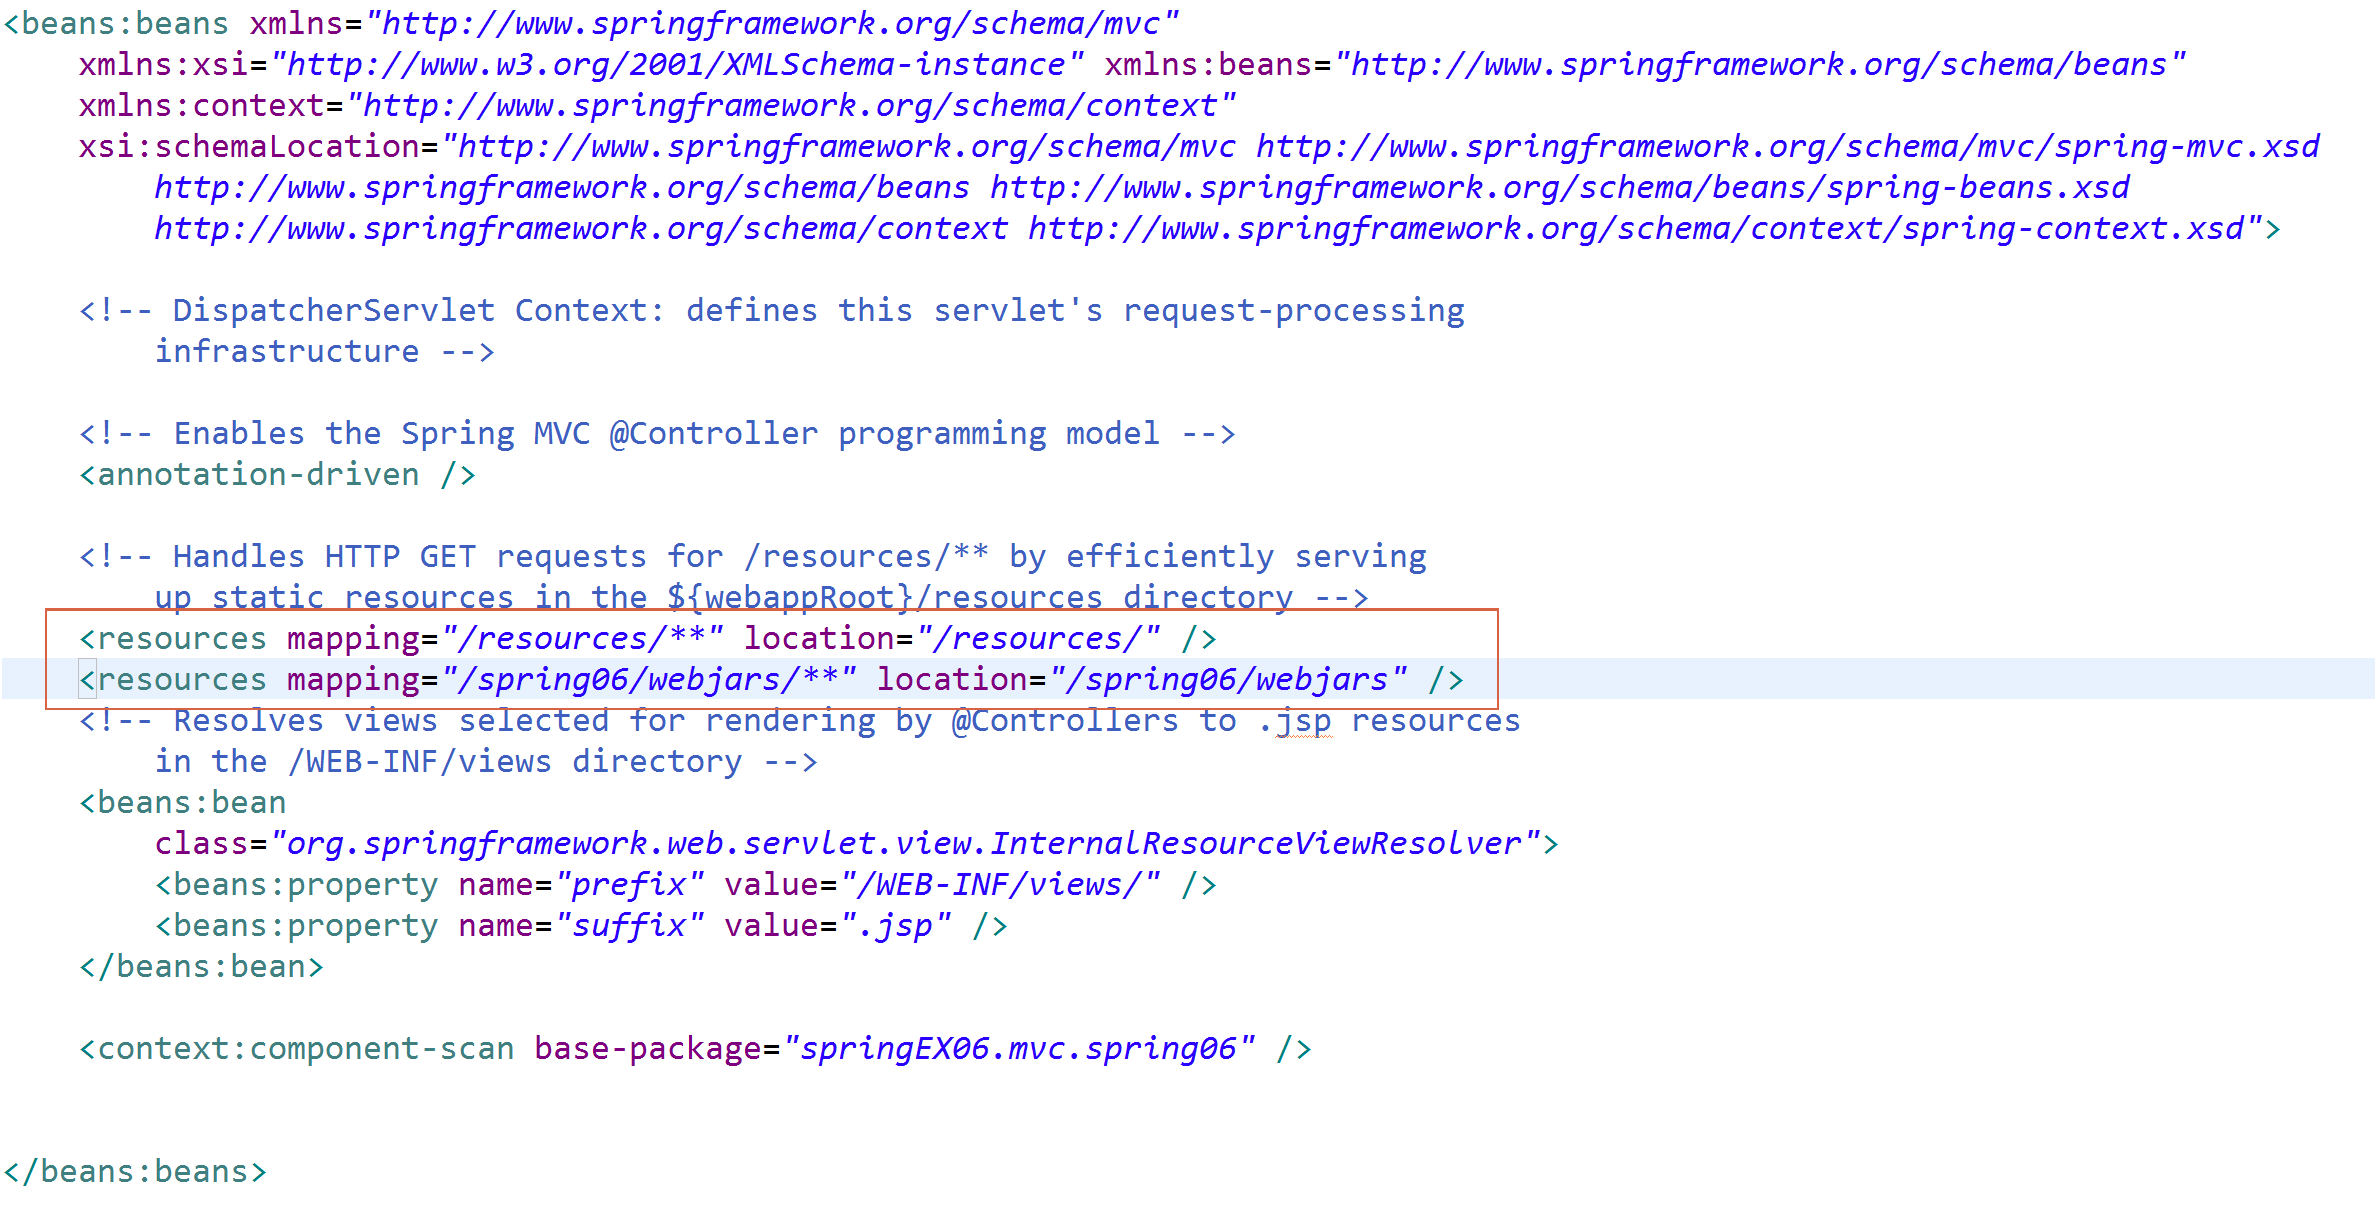 <beans:beans xmlns="http://www.springframework.org/schema/mvc"
    xmlns:xsi="http://www.w3.org/2001/XMLSchema-instance" xmlns:beans="http://www.springframework.org/schema/beans"
    xmlns:context="http://www.springframework.org/schema/context"
    xsi:schemaLocation="http://www.springframework.org/schema/mvc http://www.springframework.org/schema/mvc/spring-mvc.xsd
        http://www.springframework.org/schema/beans http://www.springframework.org/schema/beans/spring-beans.xsd
        http://www.springframework.org/schema/context http://www.springframework.org/schema/context/spring-context.xsd">
    <!-- DispatcherServlet Context: defines this servlet's request-processing
        infrastructure -->
    <!-- Enables the Spring MVC @Controller programming model -->
    <annotation-driven />
    <!-- Handles HTTP GET requests for /resources/** by efficiently serving
        up static resources in the ${webappRoot}/resources directory -->
    <resources mapping="/resources/**" location="/resources/" />
    <resources mapping="/spring06/webjars/**" location="/spring06/webjars" />
    <!-- Resolves views selected for rendering by @Controllers to .jsp resources
        in the /WEB-INF/views directory -->
    <beans:bean
        class="org.springframework.web.servlet.view.InternalResourceViewResolver">
        <beans:property name="prefix" value="/WEB-INF/views/" />
        <beans:property name="suffix" value=".jsp" />
    </beans:bean>
    <context:component-scan base-package="springEX06.mvc.spring06" />
</beans:beans>